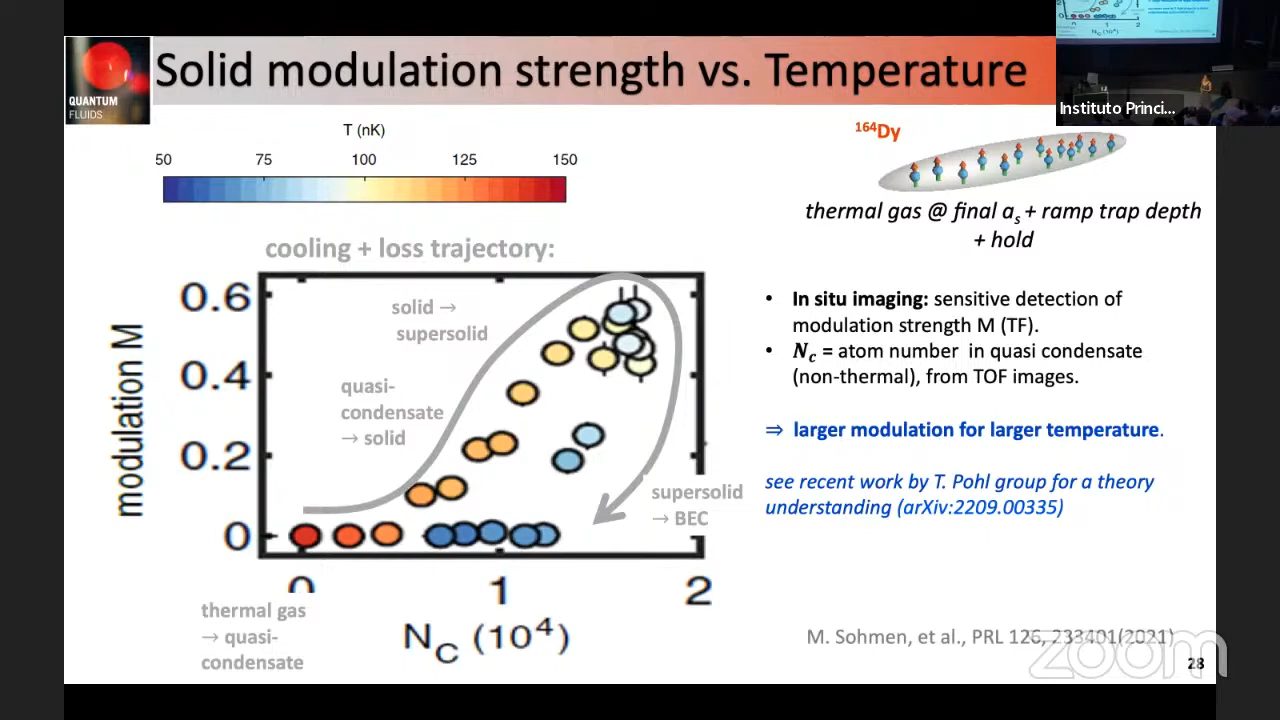 Solid modulation strength vs. Temperature
QUANTUM
FLUIDS
Instituto Princi...
T (nK)
50 75 100 125 150
cooling + loss trajectory:
solid →
supersolid
quasi-
condensate
→ solid
supersolid
→ BEC
thermal gas
→ quasi-
condensate
modulation M
0.6
0.4
0.2
0
0 1 2
N_C (10⁴)
¹⁶⁴Dy
thermal gas @ final aₛ + ramp trap depth
+ hold
• In situ imaging: sensitive detection of
modulation strength M (TF).
• N_c = atom number in quasi condensate
(non-thermal), from TOF images.
⇒ larger modulation for larger temperature.
see recent work by T. Pohl group for a theory
understanding (arXiv:2209.00335)
M. Sohmen, et al., PRL 126, 233401(2021)
zoom
28